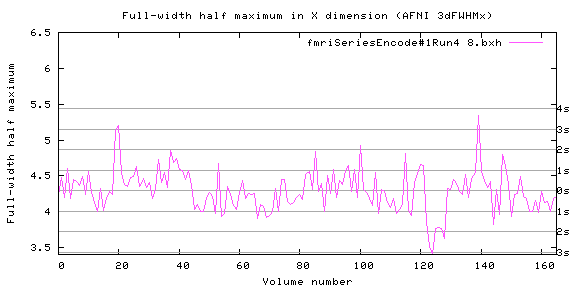 Full-width half maximum in X dimension (AFNI 3dFWHMx)
fmriSeriesEncode#1Run4 8.bxh
Full-width half maximum
6.5
6
5.5
5
4.5
4
3.5
4s
3s
2s
1s
0s
1s
2s
3s
0 20 40 60 80 100 120 140 160
Volume number